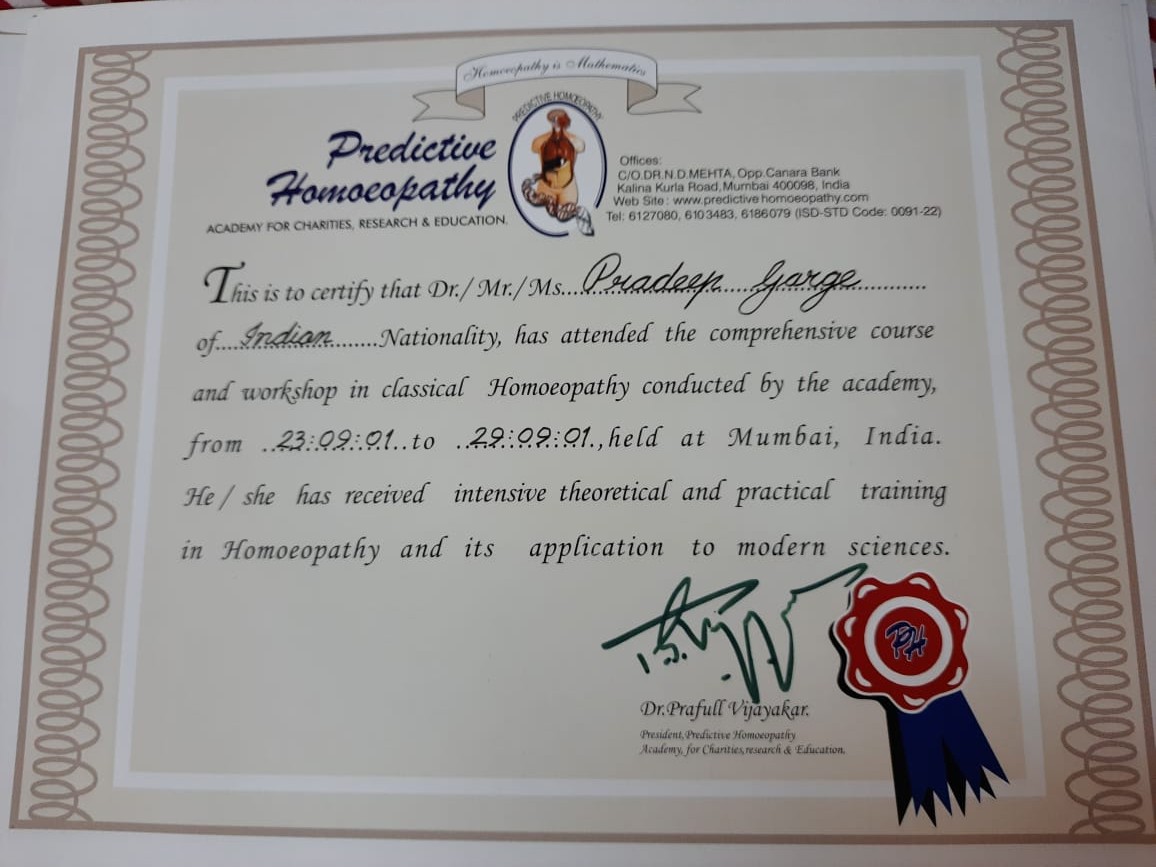 Homoeopathy is Mathematics
PREDICTIVE HOMOEOPATHY
Predictive
Homoeopathy
ACADEMY FOR CHARITIES, RESEARCH & EDUCATION.
Offices:
C/O.DR.N.D.MEHTA, Opp.Canara Bank
Kalina Kurla Road, Mumbai 400098, India
Web Site : www.predictivehomoeopathy.com
Tel: 6127080, 6103483, 6186079 (ISD-STD Code: 0091-22)
This is to certify that Dr./ Mr./Ms....Pradeep Garge............
of....Indian........Nationality, has attended the comprehensive course
and workshop in classical Homoeopathy conducted by the academy,
from ..23:09:01..to ..29:09:01.,held at Mumbai, India.
He / she has received intensive theoretical and practical training
in Homoeopathy and its application to modern sciences.
PH
Dr.Prafull Vijayakar.
President, Predictive Homoeopathy
Academy, for Charities, research & Education.